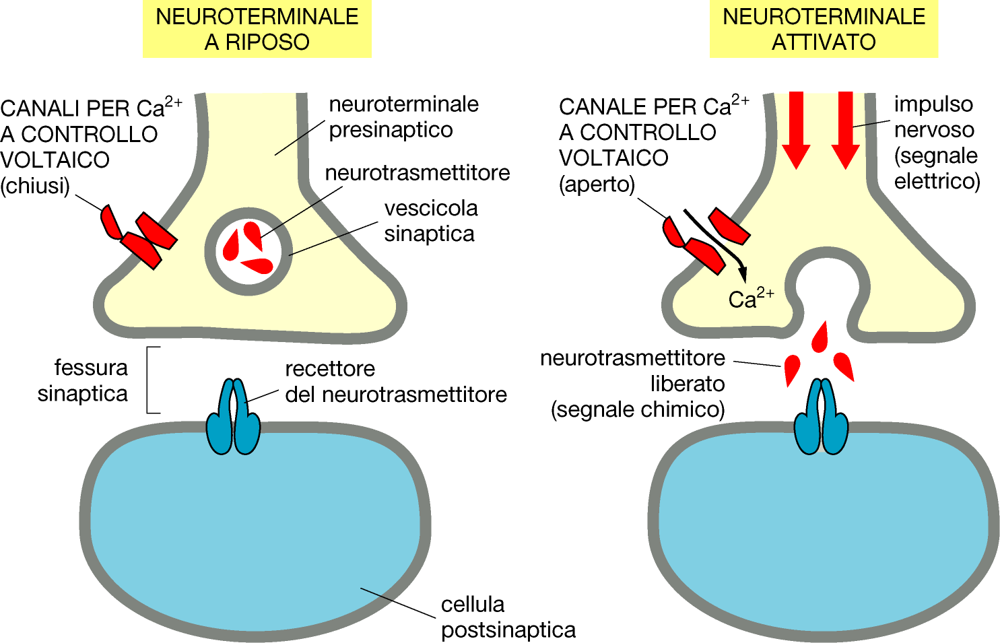 NEUROTERMINALE
A RIPOSO
CANALI PER Ca²⁺
A CONTROLLO
VOLTAICO
(chiusi)
neuroterminale
presinaptico
neurotrasmettitore
vescicola
sinaptica
fessura
sinaptica
recettore
del neurotrasmettitore
cellula
postsinaptica
NEUROTERMINALE
ATTIVATO
CANALE PER Ca²⁺
A CONTROLLO
VOLTAICO
(aperto)
impulso
nervoso
(segnale
elettrico)
Ca²⁺
neurotrasmettitore
liberato
(segnale chimico)